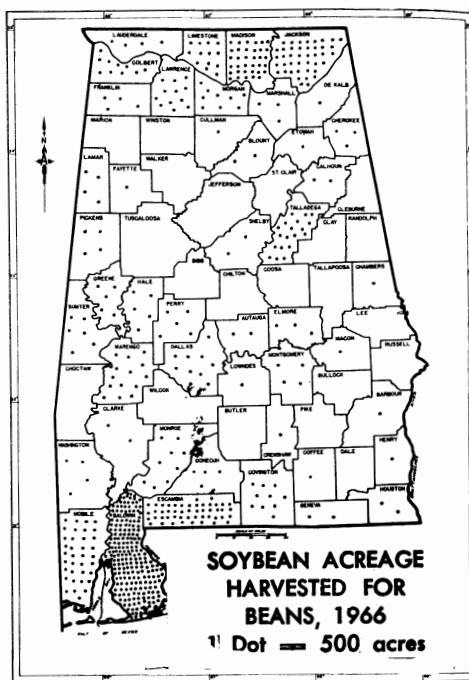 LAUDERDALE
LIMESTONE
MADISON
JACKSON
COLBERT
LAWRENCE
FRANKLIN
MORGAN
MARSHALL
DE KALB
MARION
WINSTON
CULLMAN
CHEROKEE
ETOWAH
BLOUNT
LAMAR
WALKER
FAYETTE
ST. CLAIR
CALHOUN
JEFFERSON
TALLADEGA
CLEBURNE
PICKENS
TUSCALOOSA
SHELBY
CLAY
RANDOLPH
BIBB
CHILTON
COOSA
TALLAPOOSA
CHAMBERS
GREENE
HALE
SUMTER
PERRY
AUTAUGA
ELMORE
LEE
MARENGO
DALLAS
MACON
RUSSELL
CHOCTAW
LOWNDES
MONTGOMERY
BULLOCK
WILCOX
BARBOUR
CLARKE
BUTLER
PIKE
MONROE
WASHINGTON
CONECUH
CRENSHAW
COFFEE
DALE
HENRY
COVINGTON
ESCAMBIA
GENEVA
HOUSTON
MOBILE
BALDWIN
SOYBEAN ACREAGE
HARVESTED FOR
BEANS, 1966
1 Dot = 500 acres
GULF OF MEXICO